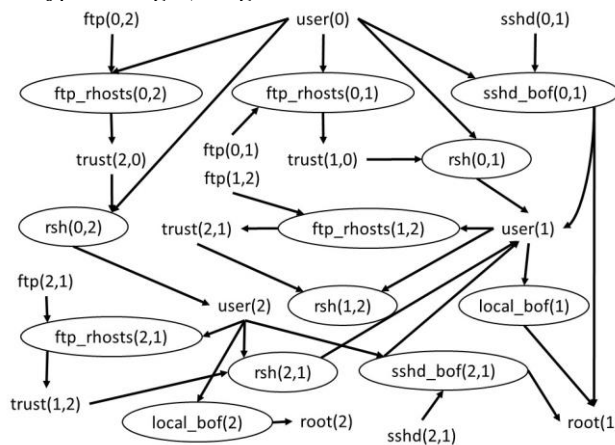 ftp(0,2) user(0) sshd(0,1)
ftp_rhosts(0,2) ftp_rhosts(0,1) sshd_bof(0,1)
ftp(0,1)
trust(2,0) trust(1,0) rsh(0,1)
ftp(1,2)
rsh(0,2) trust(2,1) ftp_rhosts(1,2) user(1)
ftp(2,1) user(2) rsh(1,2) local_bof(1)
ftp_rhosts(2,1)
rsh(2,1) sshd_bof(2,1)
trust(1,2)
local_bof(2) root(2) sshd(2,1) root(1